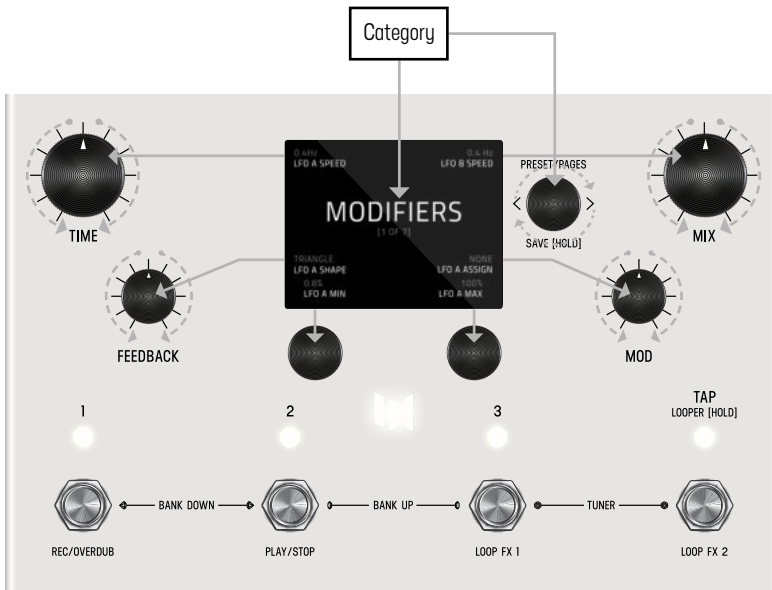 Category
0.4Hz
LFO A SPEED
0.4 Hz
LFO B SPEED
PRESET/PAGES
MODIFIERS
[1 OF 7]
< >
SAVE [HOLD]
TIME
MIX
TRIANGLE
LFO A SHAPE
NONE
LFO A ASSIGN
0.8%
LFO A MIN
100%
LFO A MAX
FEEDBACK
MOD
1
2
3
TAP
LOOPER [HOLD]
BANK DOWN
BANK UP
TUNER
REC/OVERDUB
PLAY/STOP
LOOP FX 1
LOOP FX 2